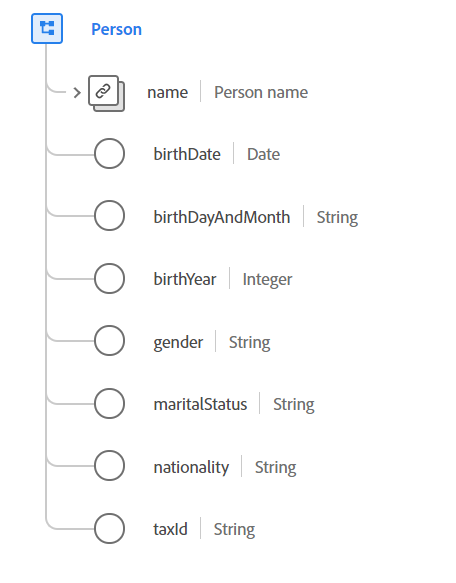 Person
name Person name
birthDate Date
birthDayAndMonth String
birthYear Integer
gender String
maritalStatus String
nationality String
taxId String